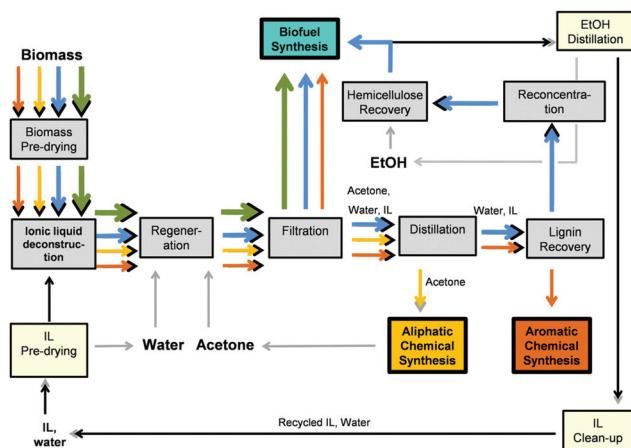 Biofuel
Synthesis
EtOH
Distillation
Biomass
Hemicellulose
Recovery
Reconcentra-
tion
Biomass
Pre-drying
EtOH
Acetone,
Water, IL
Water, IL
Ionic liquid
deconstruc-
tion
Regener-
ation
Filtration
Distillation
Lignin
Recovery
Acetone
IL
Pre-drying
Water
Acetone
Aliphatic
Chemical
Synthesis
Aromatic
Chemical
Synthesis
IL,
water
Recycled IL, Water
IL
Clean-up